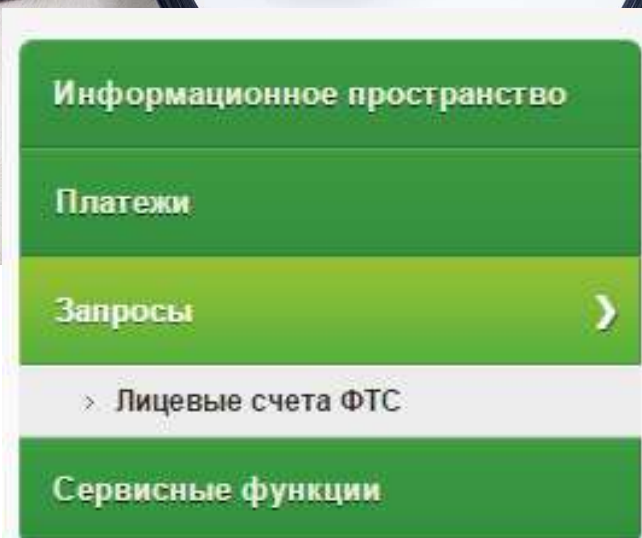 Информационное пространство
Платежи
Запросы
Лицевые счета ФТС
Сервисные функции